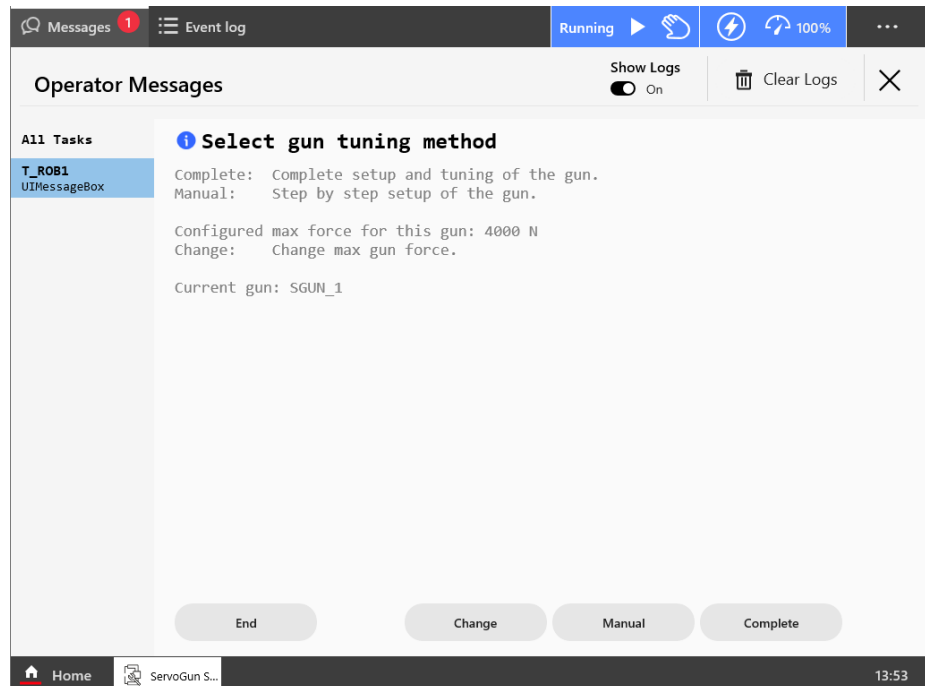 Messages 1 Event log Running 100% ...
Operator Messages Show Logs On Clear Logs
All Tasks
T_ROB1
UIMessageBox
Select gun tuning method
Complete: Complete setup and tuning of the gun.
Manual: Step by step setup of the gun.
Configured max force for this gun: 4000 N
Change: Change max gun force.
Current gun: SGUN_1
End Change Manual Complete
Home ServoGun S... 13:53